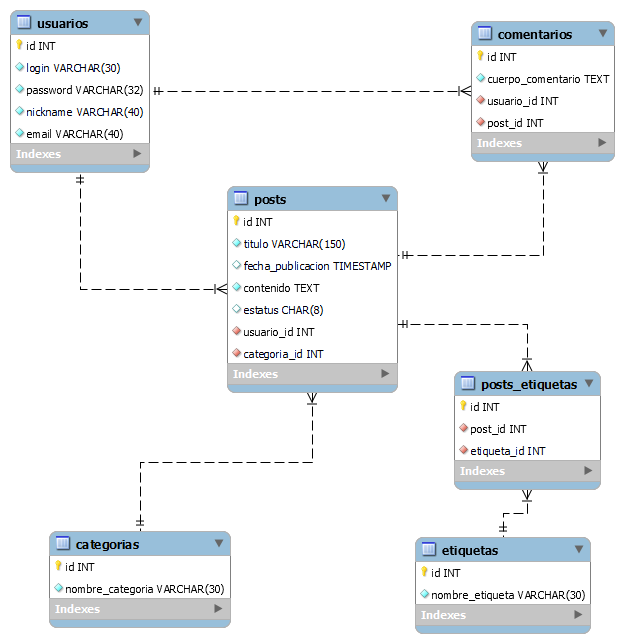 usuarios
id INT
login VARCHAR(30)
password VARCHAR(32)
nickname VARCHAR(40)
email VARCHAR(40)
Indexes
comentarios
id INT
cuerpo_comentario TEXT
usuario_id INT
post_id INT
Indexes
posts
id INT
titulo VARCHAR(150)
fecha_publicacion TIMESTAMP
contenido TEXT
estatus CHAR(8)
usuario_id INT
categoria_id INT
Indexes
posts_etiquetas
id INT
post_id INT
etiqueta_id INT
Indexes
categorias
id INT
nombre_categoria VARCHAR(30)
Indexes
etiquetas
id INT
nombre_etiqueta VARCHAR(30)
Indexes